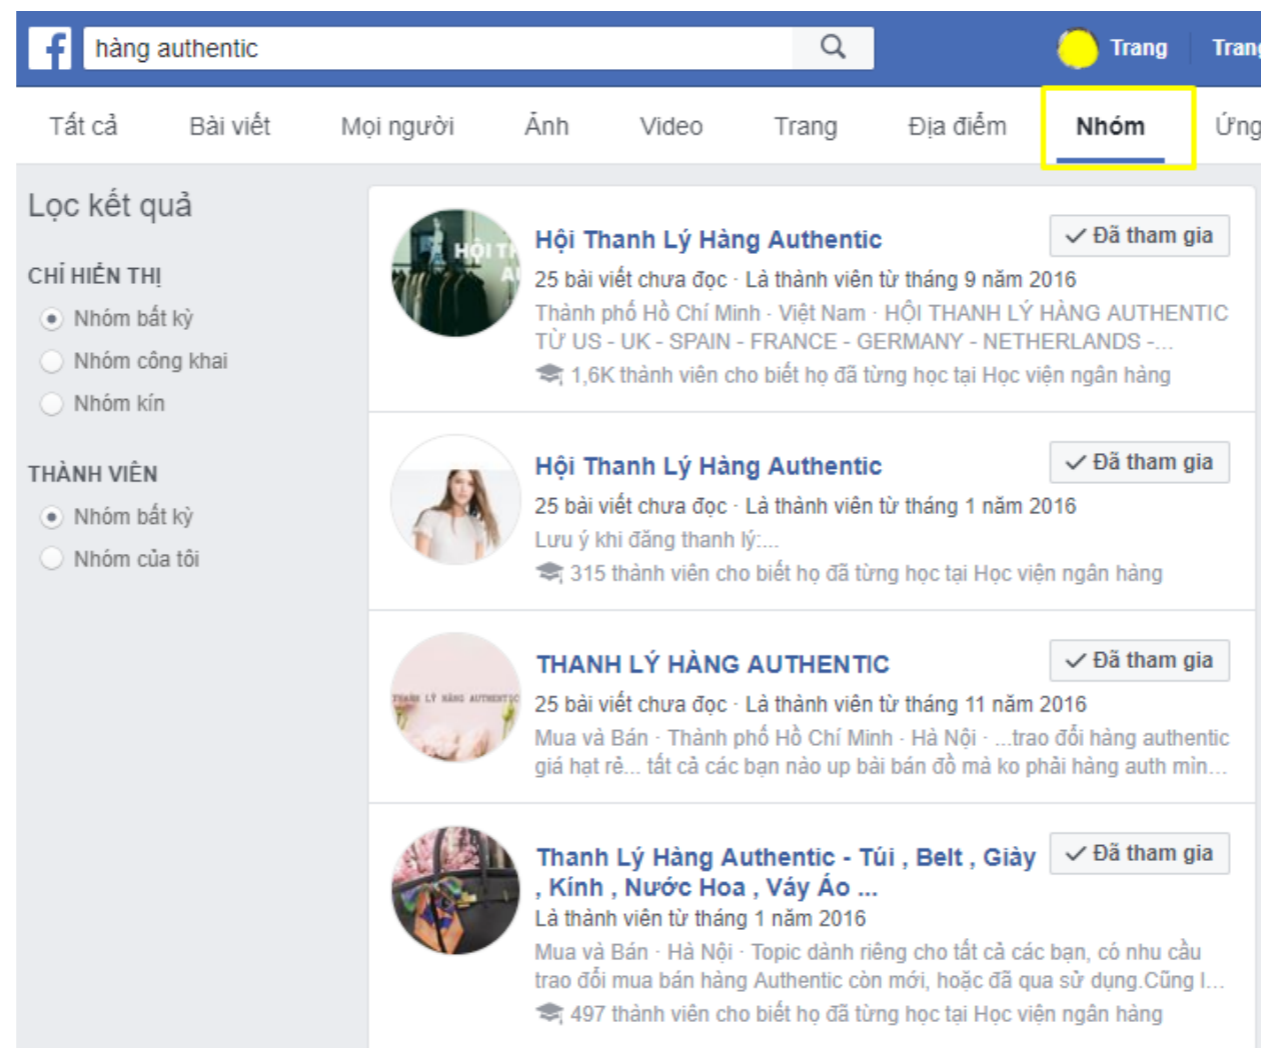 f
hàng authentic
Trang
Trang
Tất cả
Bài viết
Mọi người
Ảnh
Video
Trang
Địa điểm
Nhóm
Ứng
Lọc kết quả
CHỈ HIỂN THỊ
Nhóm bất kỳ
Nhóm công khai
Nhóm kín
THÀNH VIÊN
Nhóm bất kỳ
Nhóm của tôi
HỘI TH
Hội Thanh Lý Hàng Authentic
Đã tham gia
25 bài viết chưa đọc · Là thành viên từ tháng 9 năm 2016
Thành phố Hồ Chí Minh · Việt Nam · HỘI THANH LÝ HÀNG AUTHENTIC
TỪ US - UK - SPAIN - FRANCE - GERMANY - NETHERLANDS -...
1,6K thành viên cho biết họ đã từng học tại Học viện ngân hàng
Hội Thanh Lý Hàng Authentic
Đã tham gia
25 bài viết chưa đọc · Là thành viên từ tháng 1 năm 2016
Lưu ý khi đăng thanh lý:...
315 thành viên cho biết họ đã từng học tại Học viện ngân hàng
THANH LÝ HÀNG AUTHENTIC
THANH LÝ HÀNG AUTHENTIC
Đã tham gia
25 bài viết chưa đọc · Là thành viên từ tháng 11 năm 2016
Mua và Bán · Thành phố Hồ Chí Minh · Hà Nội · ...trao đổi hàng authentic
giá hạt rẻ... tất cả các bạn nào up bài bán đồ mà ko phải hàng auth mìn...
Thanh Lý Hàng Authentic - Túi , Belt , Giày
, Kính , Nước Hoa , Váy Áo ...
Đã tham gia
Là thành viên từ tháng 1 năm 2016
Mua và Bán · Hà Nội · Topic dành riêng cho tất cả các bạn, có nhu cầu
trao đổi mua bán hàng Authentic còn mới, hoặc đã qua sử dụng.Cũng l...
497 thành viên cho biết họ đã từng học tại Học viện ngân hàng